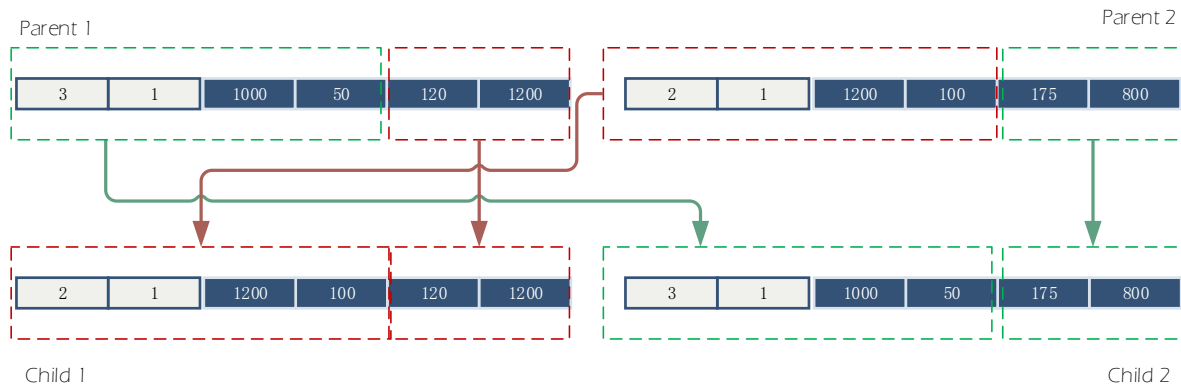 Parent 1
Parent 2
3 1 1000 50 120 1200
2 1 1200 100 175 800
2 1 1200 100 120 1200
3 1 1000 50 175 800
Child 1
Child 2